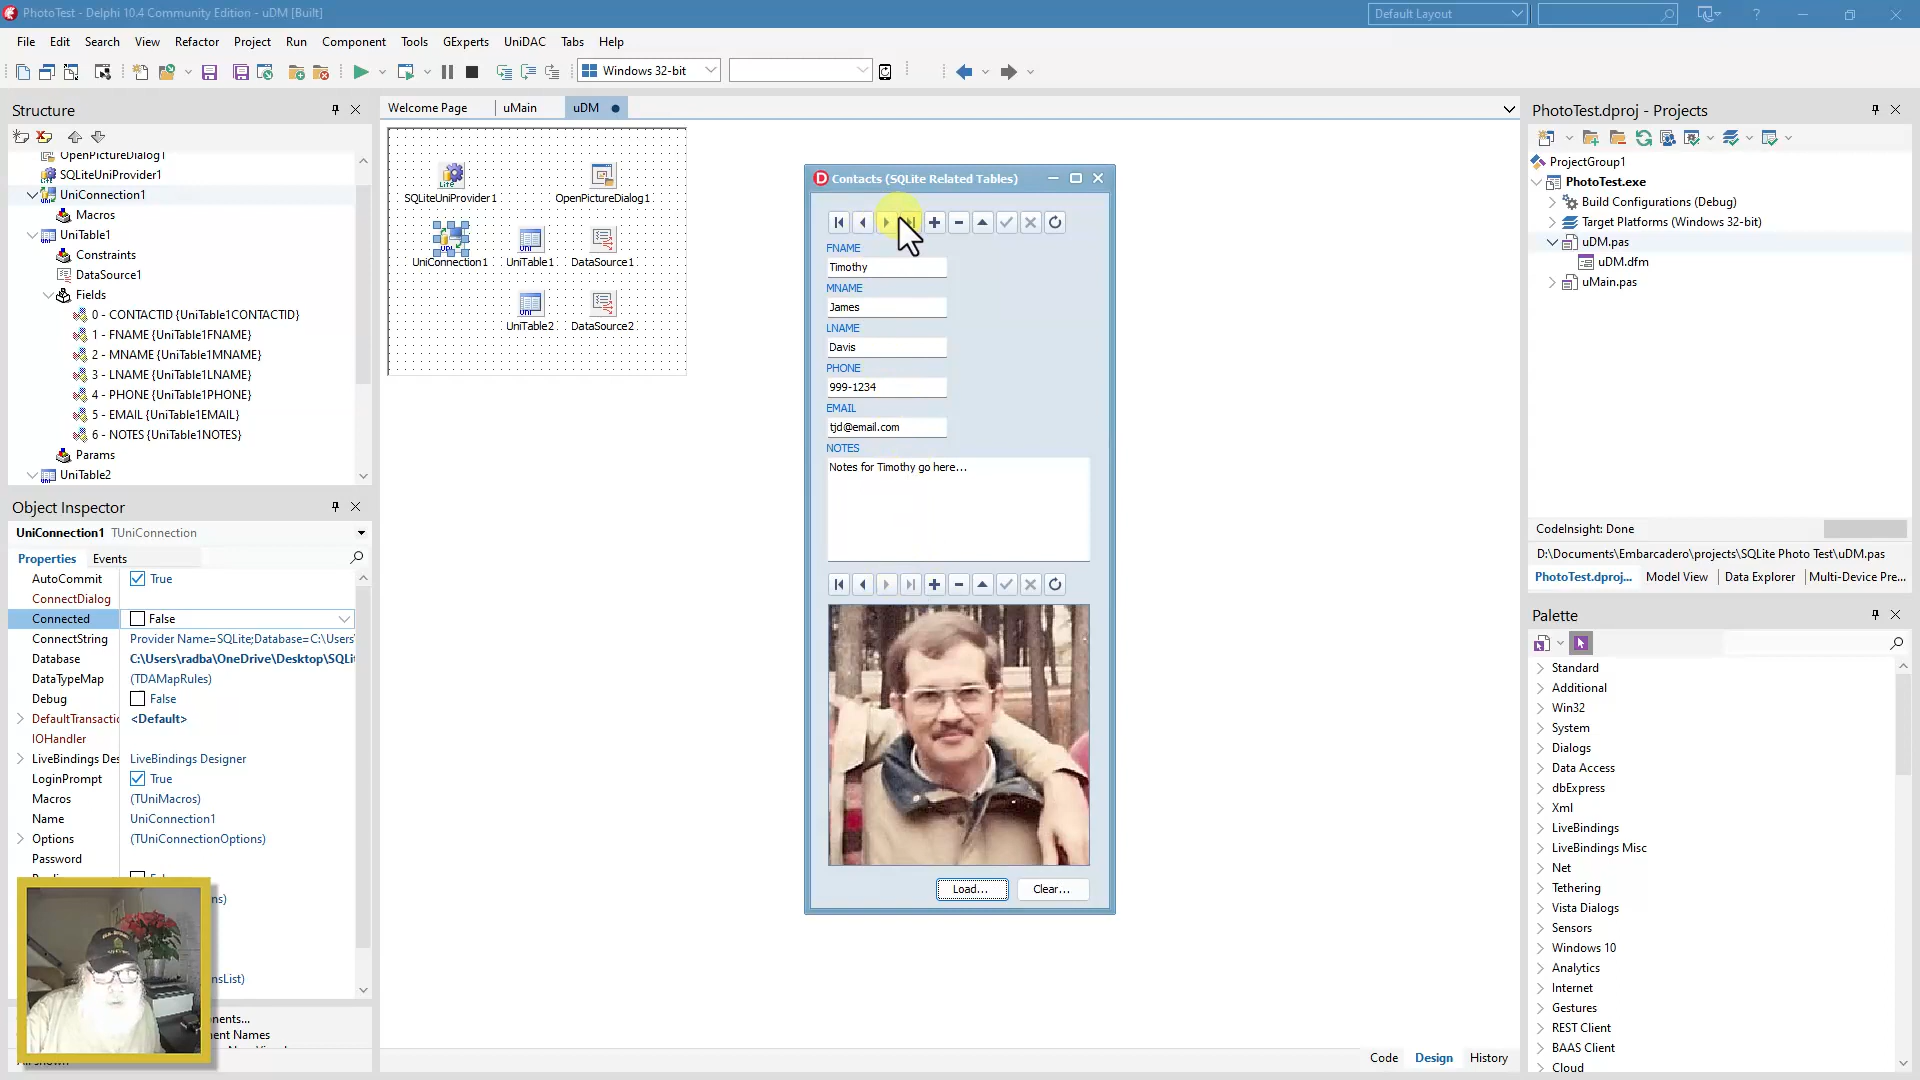 PhotoTest - Delphi 10.4 Community Edition - uDM [Built]
Default Layout
File Edit Search View Refactor Project Run Component Tools GExperts UniDAC Tabs Help
Windows 32-bit
Structure
OpenPictureDialog1
SQLiteUniProvider1
UniConnection1
Macros
UniTable1
Constraints
DataSource1
Fields
0 - CONTACTID {UniTable1CONTACTID}
1 - FNAME {UniTable1FNAME}
2 - MNAME {UniTable1MNAME}
3 - LNAME {UniTable1LNAME}
4 - PHONE {UniTable1PHONE}
5 - EMAIL {UniTable1EMAIL}
6 - NOTES {UniTable1NOTES}
Params
UniTable2
Object Inspector
UniConnection1 TUniConnection
Properties Events
AutoCommit True
ConnectDialog
Connected False
ConnectString Provider Name=SQLite;Database=C:\Users\
Database C:\Users\radba\OneDrive\Desktop\SQLit
DataTypeMap (TDAMapRules)
Debug False
DefaultTransactic <Default>
IOHandler
LiveBindings Des LiveBindings Designer
LoginPrompt True
Macros (TUniMacros)
Name UniConnection1
Options (TUniConnectionOptions)
Password
ns)
nsList)
nents...
ent Names
Welcome Page uMain uDM
SQLiteUniProvider1 OpenPictureDialog1
UniConnection1 UniTable1 DataSource1
UniTable2 DataSource2
Contacts (SQLite Related Tables)
FNAME
Timothy
MNAME
James
LNAME
Davis
PHONE
999-1234
EMAIL
tjd@email.com
NOTES
Notes for Timothy go here...
Load... Clear...
Code Design History
PhotoTest.dproj - Projects
ProjectGroup1
PhotoTest.exe
Build Configurations (Debug)
Target Platforms (Windows 32-bit)
uDM.pas
uDM.dfm
uMain.pas
CodeInsight: Done
D:\Documents\Embarcadero\projects\SQLite Photo Test\uDM.pas
PhotoTest.dproj... Model View Data Explorer Multi-Device Pre...
Palette
Standard
Additional
Win32
System
Dialogs
Data Access
dbExpress
Xml
LiveBindings
LiveBindings Misc
Net
Tethering
Vista Dialogs
Sensors
Windows 10
Analytics
Internet
Gestures
REST Client
BAAS Client
Cloud